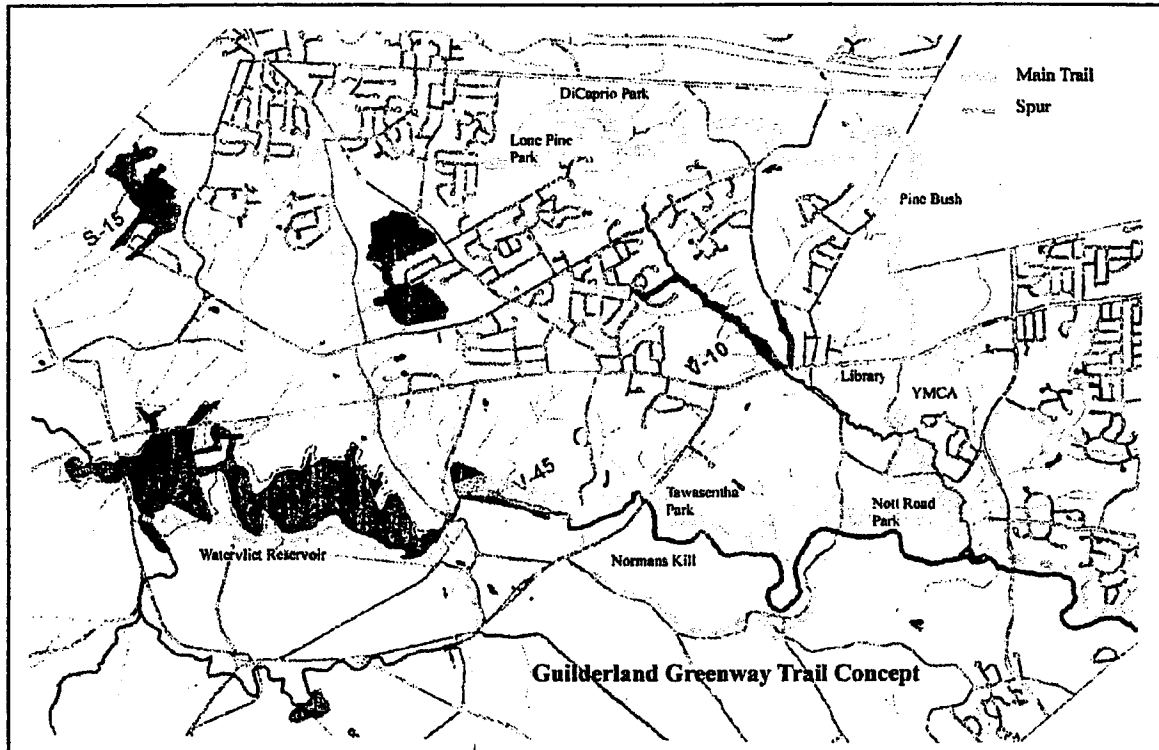 Main Trail
DiCaprio Park
Spur
Lone Pine
Park
Pine Bush
S-15
V-10
Library
YMCA
V-45
Tawasentha
Park
Nott Road
Park
Watervliet Reservoir
Normans Kill
Guilderland Greenway Trail Concept